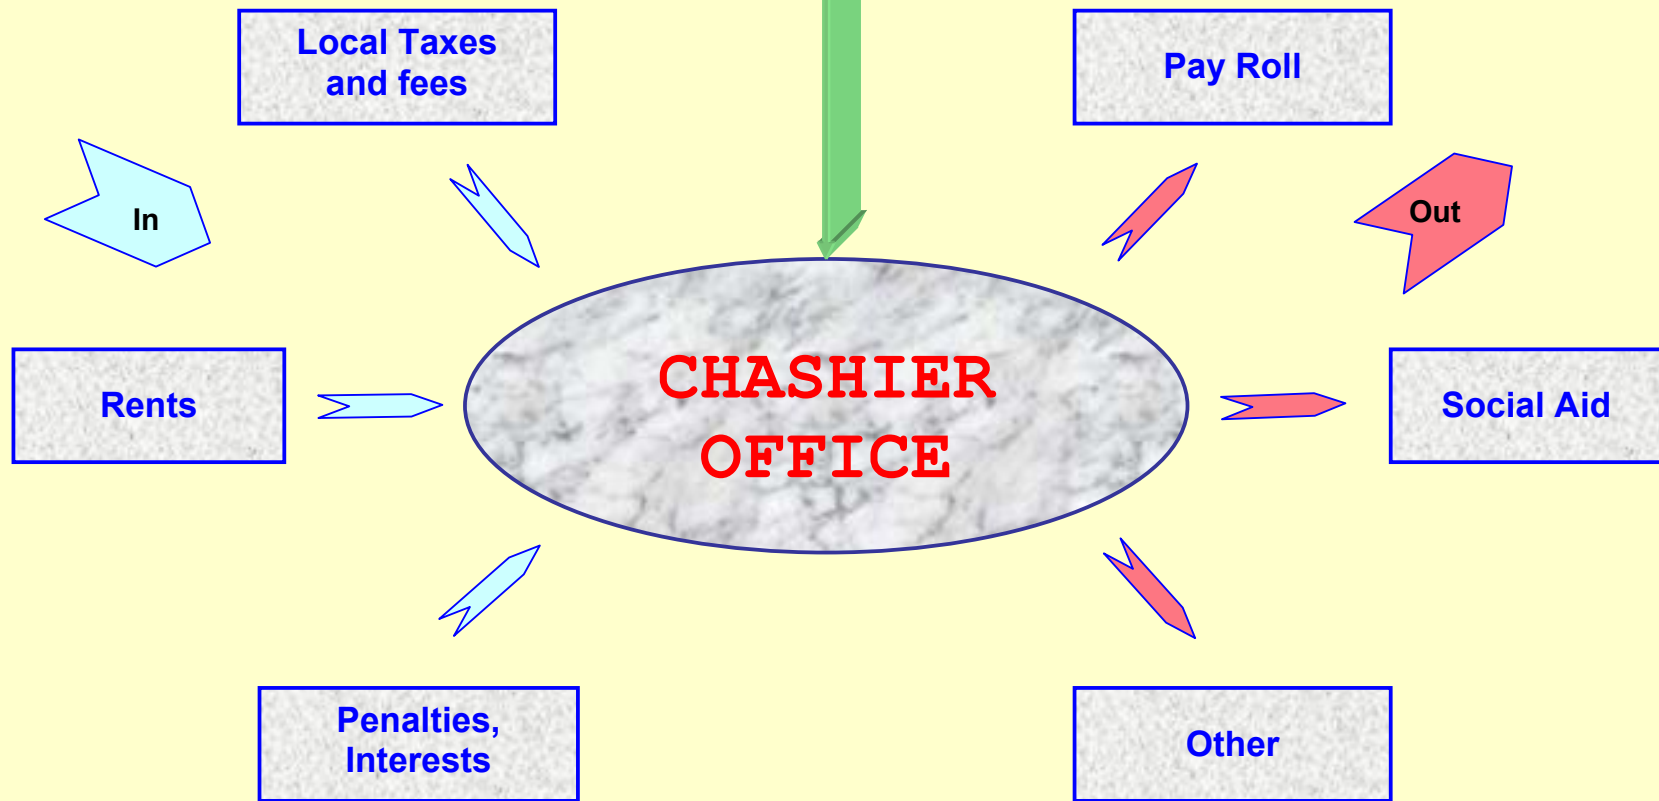 Local Taxes
and fees
Pay Roll
In
Out
Rents
CHASHIER
OFFICE
Social Aid
Penalties,
Interests
Other